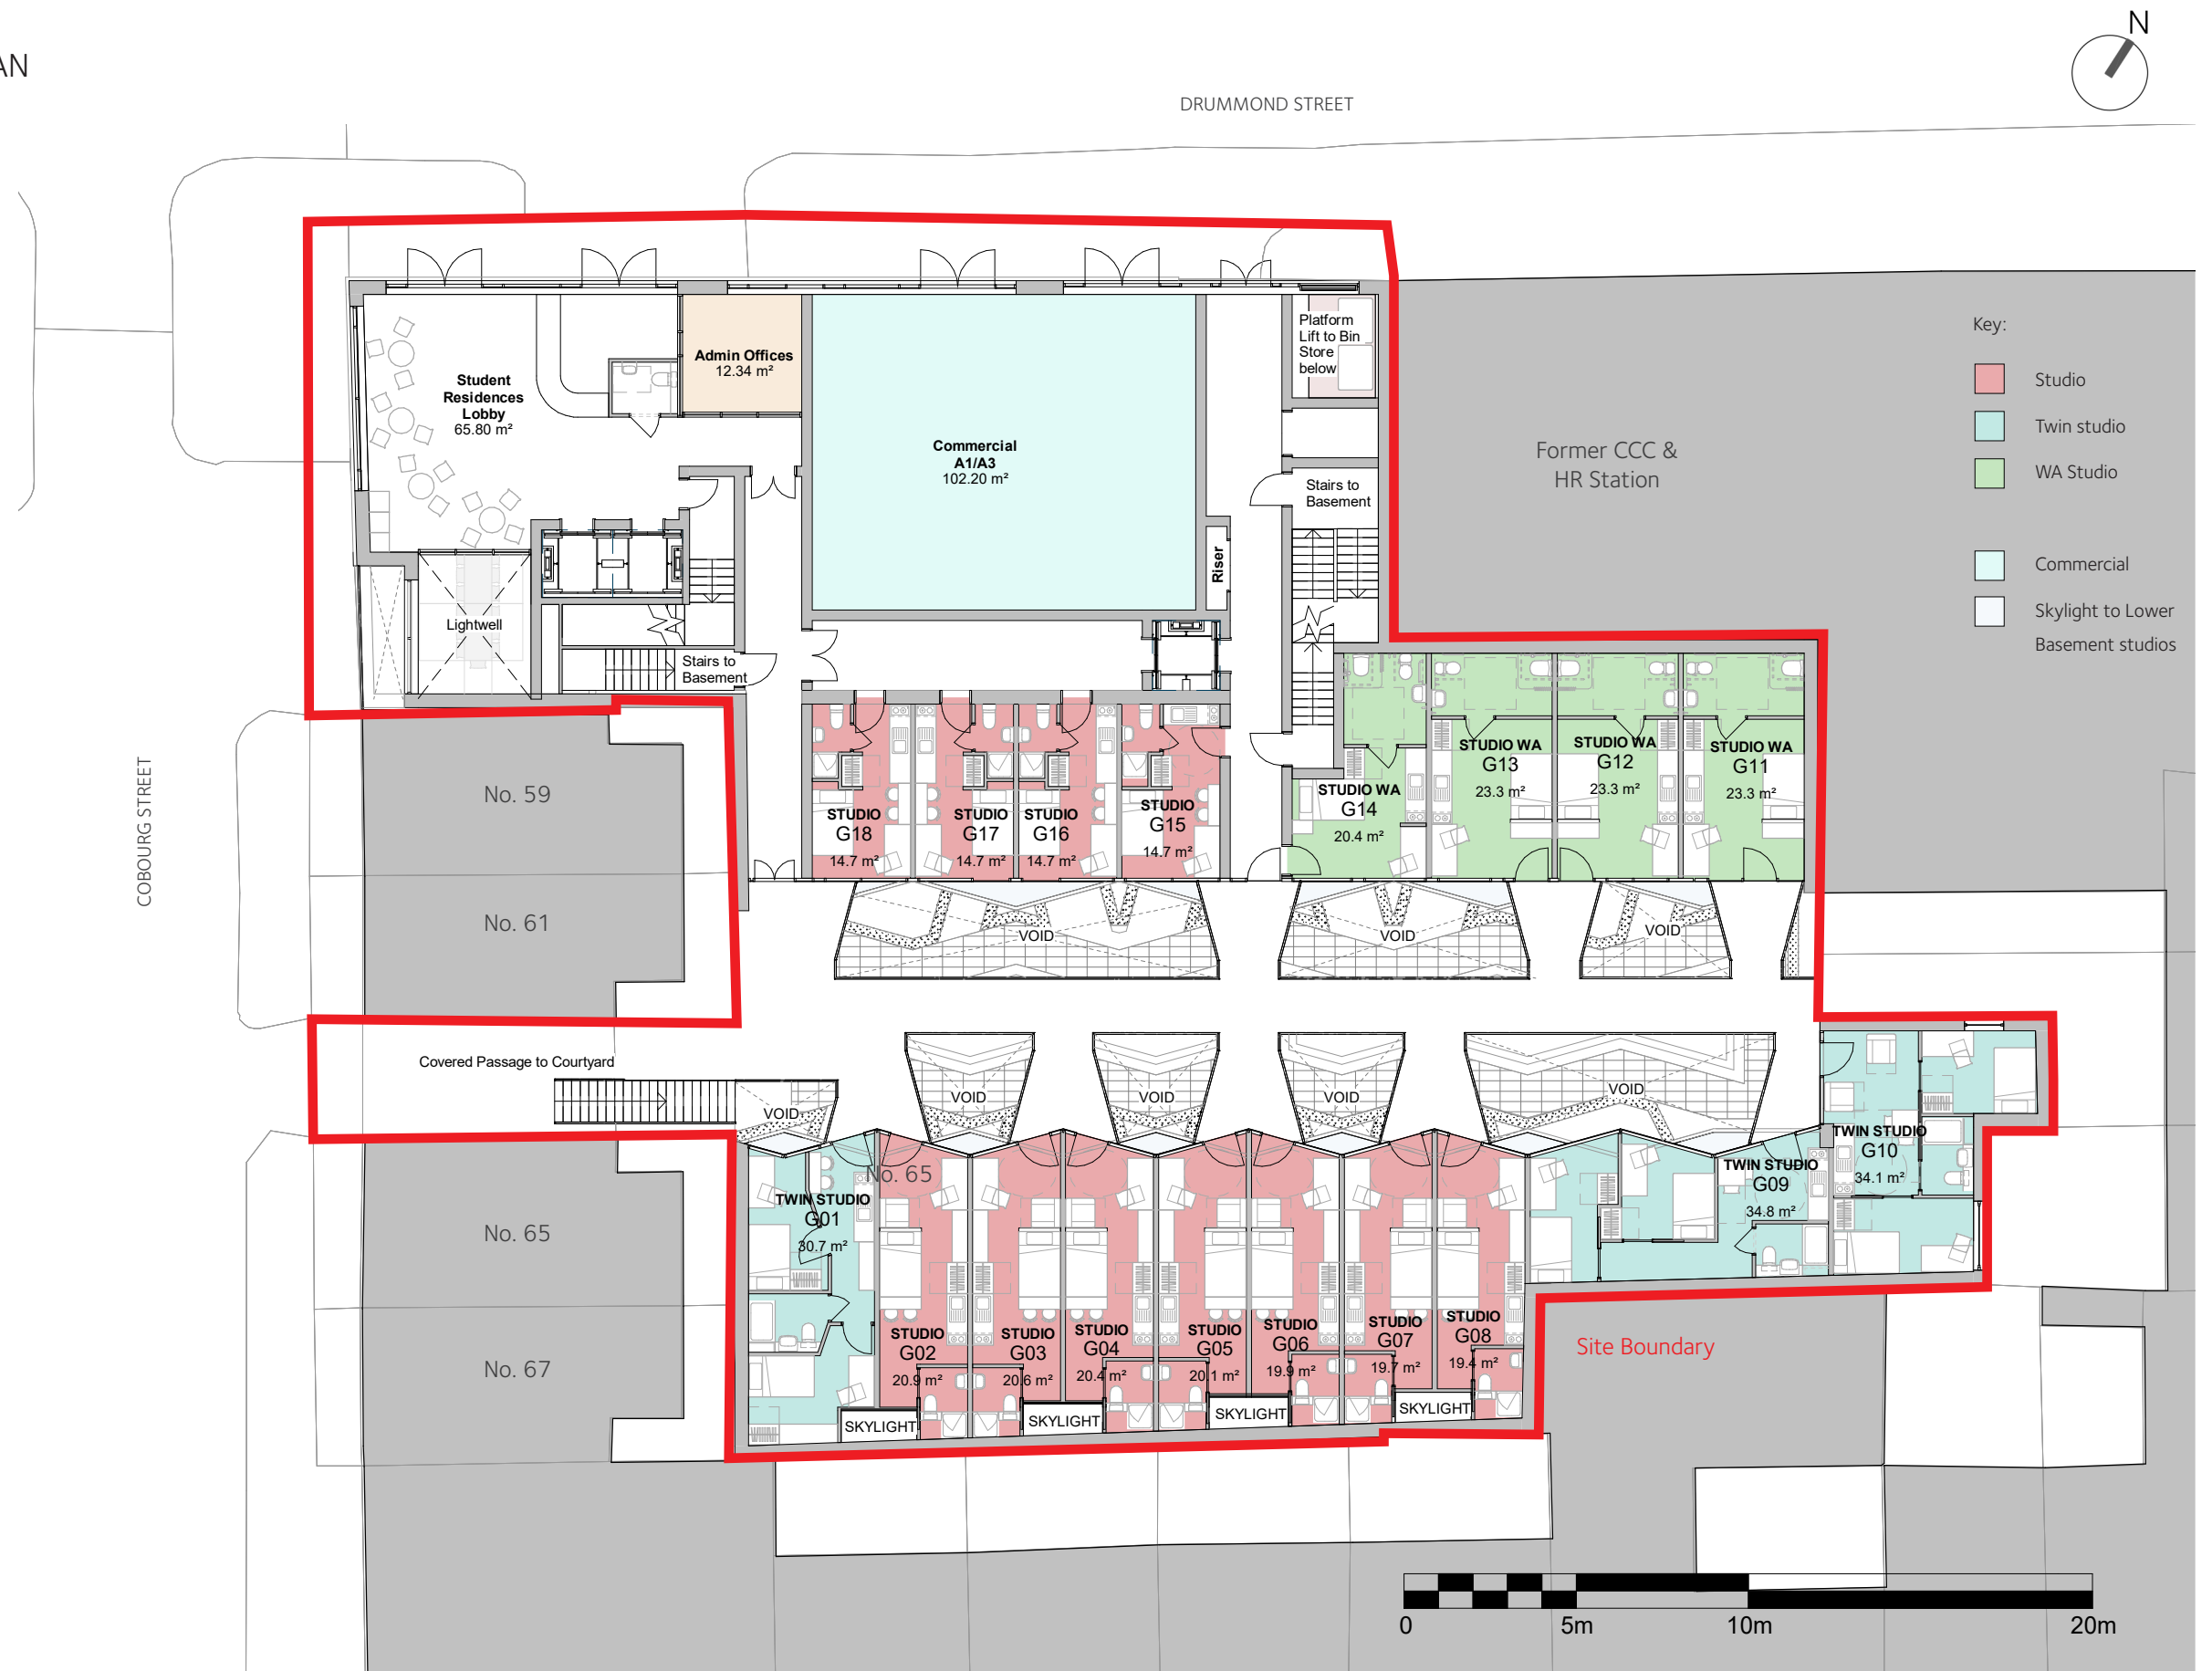 AN
N
DRUMMOND STREET
COBOURG STREET
Key:
Studio
Twin studio
WA Studio
Commercial
Skylight to Lower
Basement studios
Student
Residences
Lobby
65.80 m²
Admin Offices
12.34 m²
Commercial
A1/A3
102.20 m²
Platform
Lift to Bin
Store
below
Former CCC &
HR Station
Stairs to
Basement
Riser
Lightwell
Stairs to
Basement
No. 59
No. 61
STUDIO
G18
14.7 m²
STUDIO
G17
14.7 m²
STUDIO
G16
14.7 m²
STUDIO
G15
14.7 m²
STUDIO WA
G14
20.4 m²
STUDIO WA
G13
23.3 m²
STUDIO WA
G12
23.3 m²
STUDIO WA
G11
23.3 m²
VOID
VOID
VOID
Covered Passage to Courtyard
VOID
VOID
VOID
VOID
VOID
No. 65
No. 65
No. 67
TWIN STUDIO
G01
30.7 m²
STUDIO
G02
20.9 m²
STUDIO
G03
20.6 m²
STUDIO
G04
20.4 m²
STUDIO
G05
20.1 m²
STUDIO
G06
19.9 m²
STUDIO
G07
19.7 m²
STUDIO
G08
19.4 m²
TWIN STUDIO
G09
34.8 m²
TWIN STUDIO
G10
34.1 m²
SKYLIGHT
SKYLIGHT
SKYLIGHT
SKYLIGHT
Site Boundary
0
5m
10m
20m